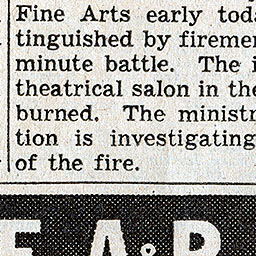 Fine Arts early toda
tinguished by firemen
minute battle. The i
theatrical salon in the
burned. The ministr
tion is investigating
of the fire.
E A & P